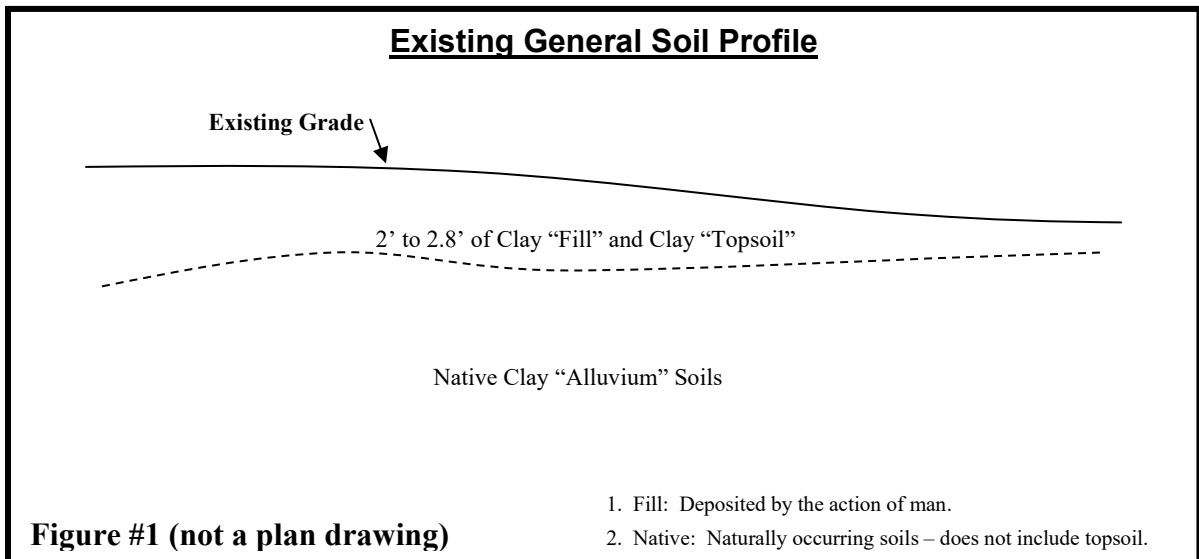 Existing General Soil Profile
Existing Grade
2’ to 2.8’ of Clay “Fill” and Clay “Topsoil”
Native Clay “Alluvium” Soils
1. Fill: Deposited by the action of man.
2. Native: Naturally occurring soils – does not include topsoil.
Figure #1 (not a plan drawing)